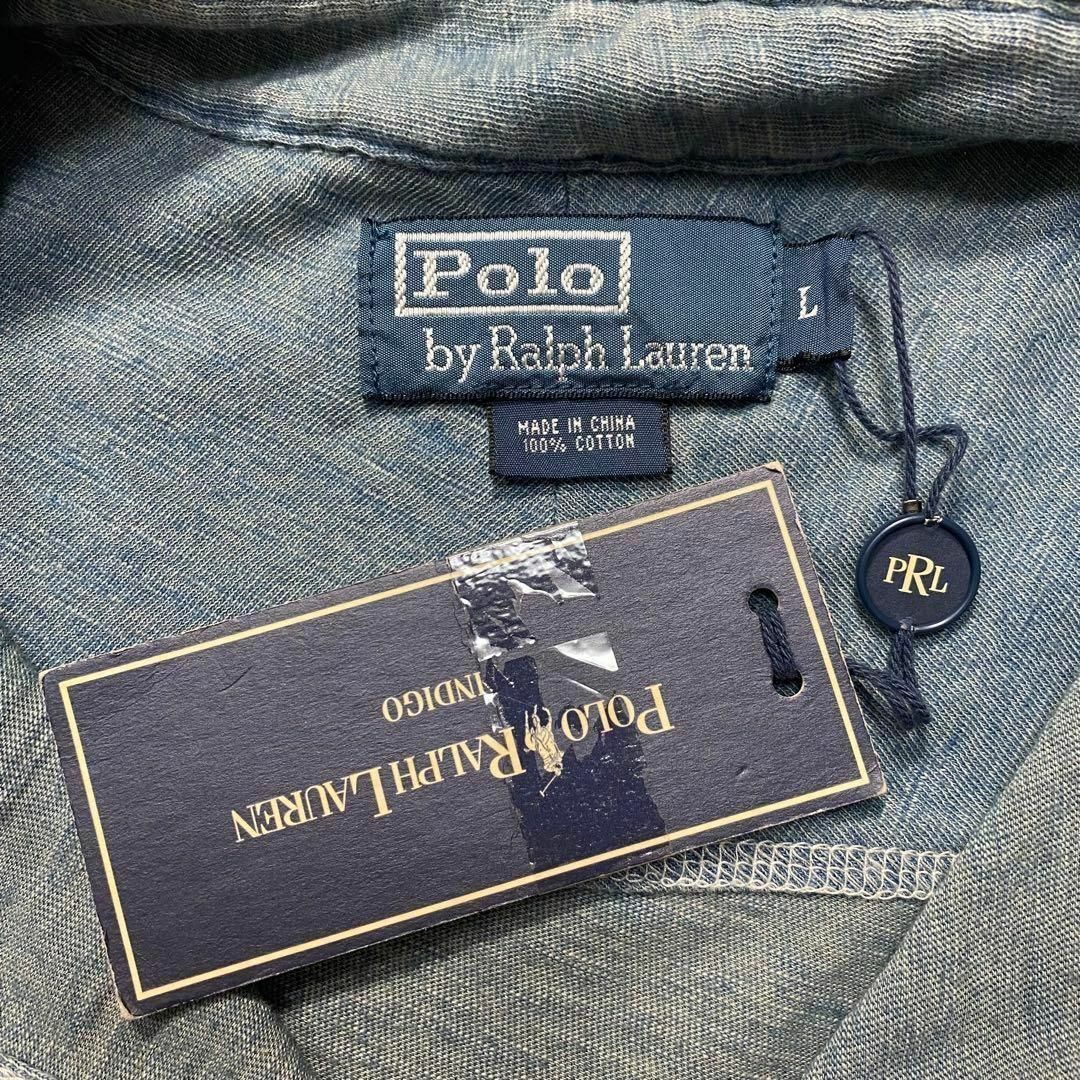 Polo
by Ralph Lauren
L
MADE IN CHINA
100% COTTON
PRL
POLO RALPH LAUREN
INDIGO